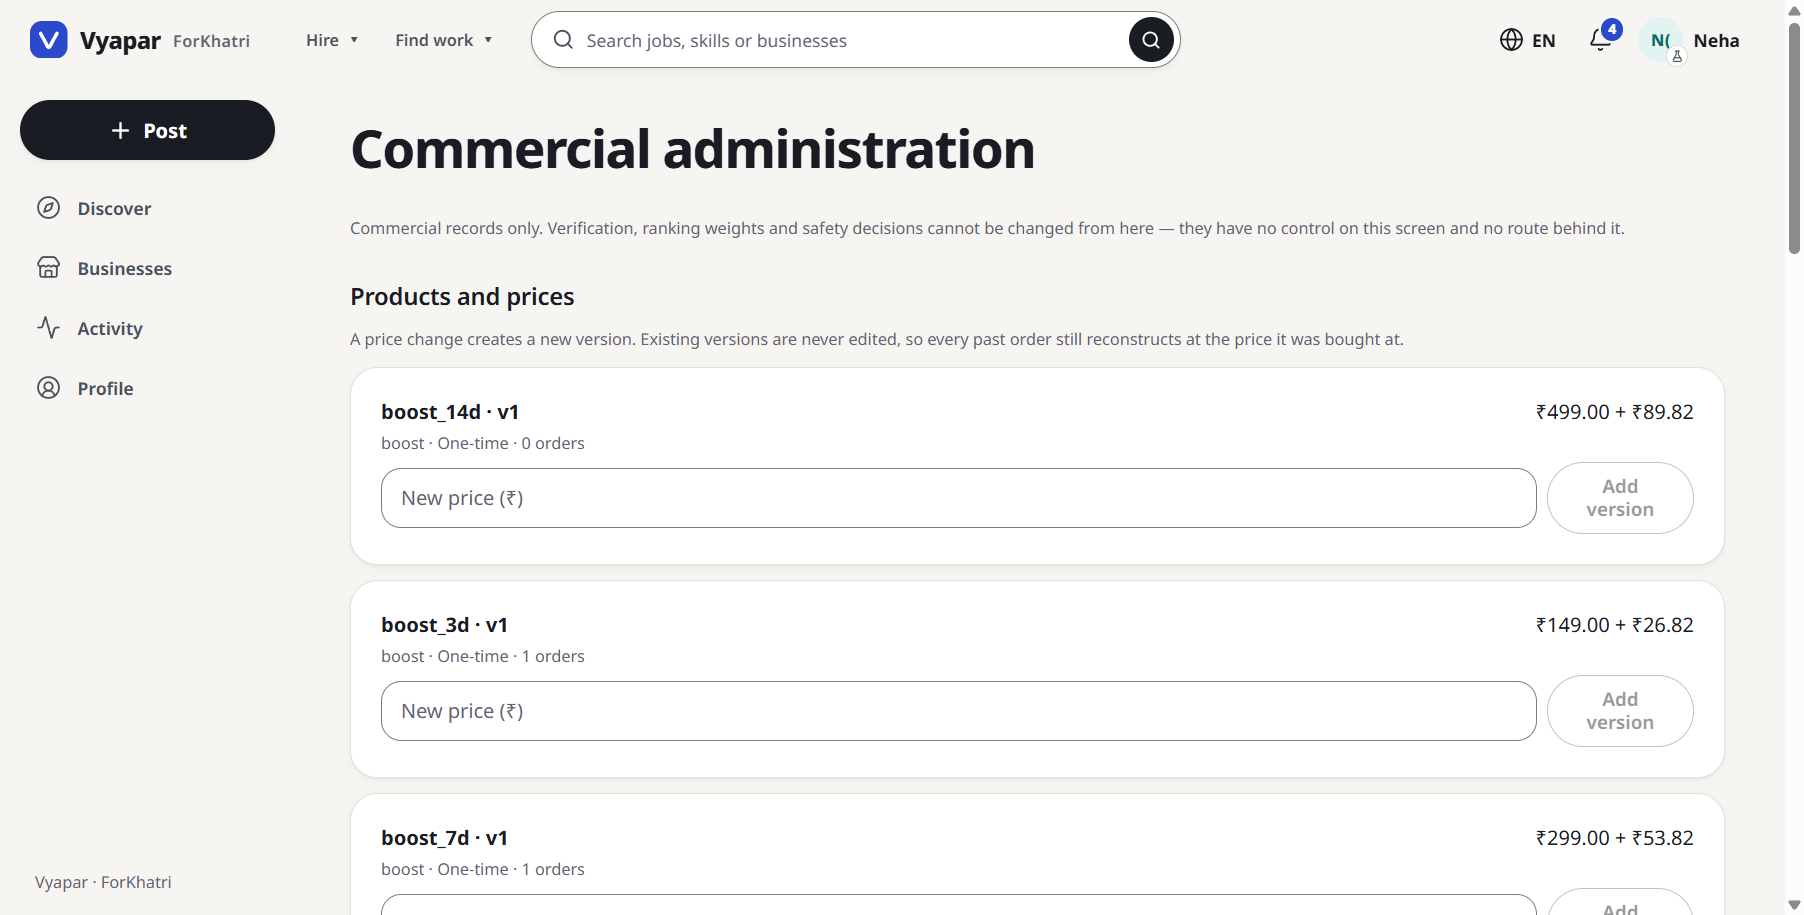 Vyapar ForKhatri
Hire ▼
Find work ▼
Search jobs, skills or businesses
EN
4
N(
Neha
+ Post
Discover
Businesses
Activity
Profile
Vyapar · ForKhatri
Commercial administration
Commercial records only. Verification, ranking weights and safety decisions cannot be changed from here — they have no control on this screen and no route behind it.
Products and prices
A price change creates a new version. Existing versions are never edited, so every past order still reconstructs at the price it was bought at.
boost_14d · v1
₹499.00 + ₹89.82
boost · One-time · 0 orders
New price (₹)
Add
version
boost_3d · v1
₹149.00 + ₹26.82
boost · One-time · 1 orders
New price (₹)
Add
version
boost_7d · v1
₹299.00 + ₹53.82
boost · One-time · 1 orders
Add